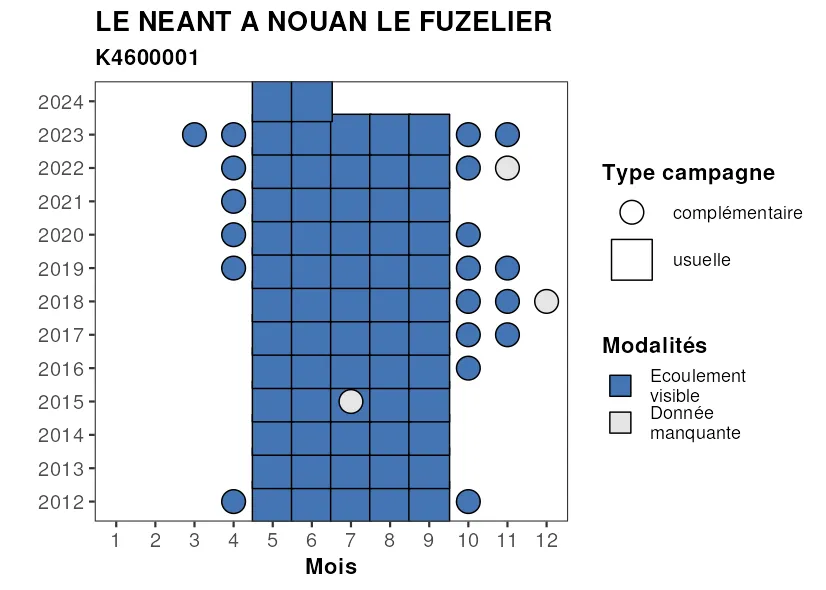 LE NEANT A NOUAN LE FUZELIER
K4600001
2024
2023
2022
2021
2020
2019
2018
2017
2016
2015
2014
2013
2012
1 2 3 4 5 6 7 8 9 10 11 12
Mois
Type campagne
complémentaire
usuelle
Modalités
Ecoulement
visible
Donnée
manquante